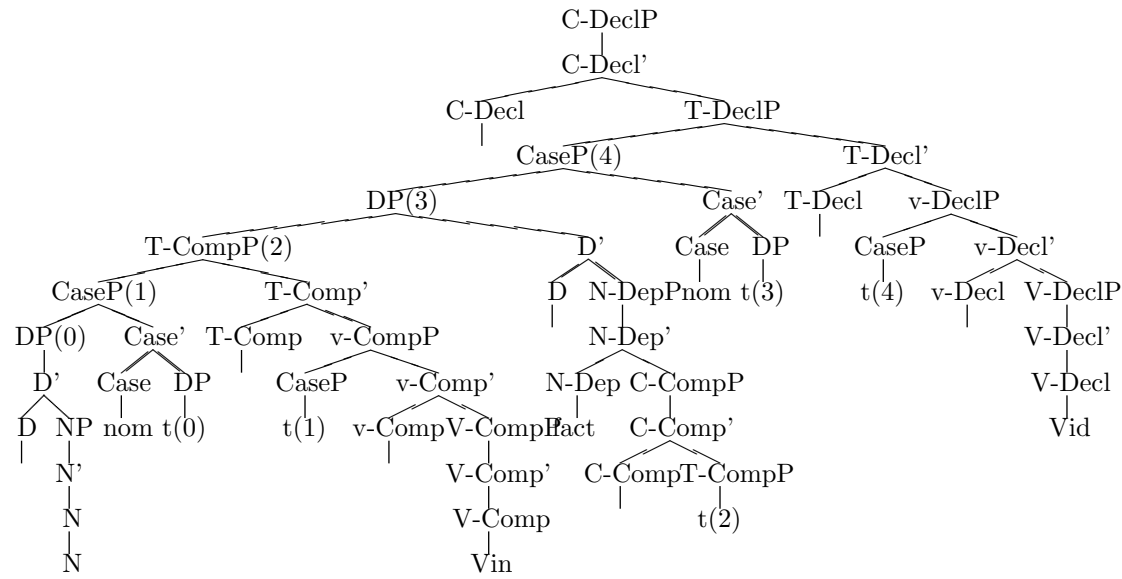 C-DeclP
C-Decl'
C-Decl T-DeclP
CaseP(4) T-Decl'
DP(3) Case' T-Decl v-DeclP
T-CompP(2) D' Case DP CaseP v-Decl'
CaseP(1) T-Comp' D N-DepP nom t(3) t(4) v-Decl V-DeclP
DP(0) Case' T-Comp v-CompP N-Dep' V-Decl'
D' Case DP CaseP v-Comp' N-Dep C-CompP V-Decl
D NP nom t(0) t(1) v-Comp V-CompP fact C-Comp' Vid
N' V-Comp' C-Comp T-CompP
N V-Comp t(2)
N Vin